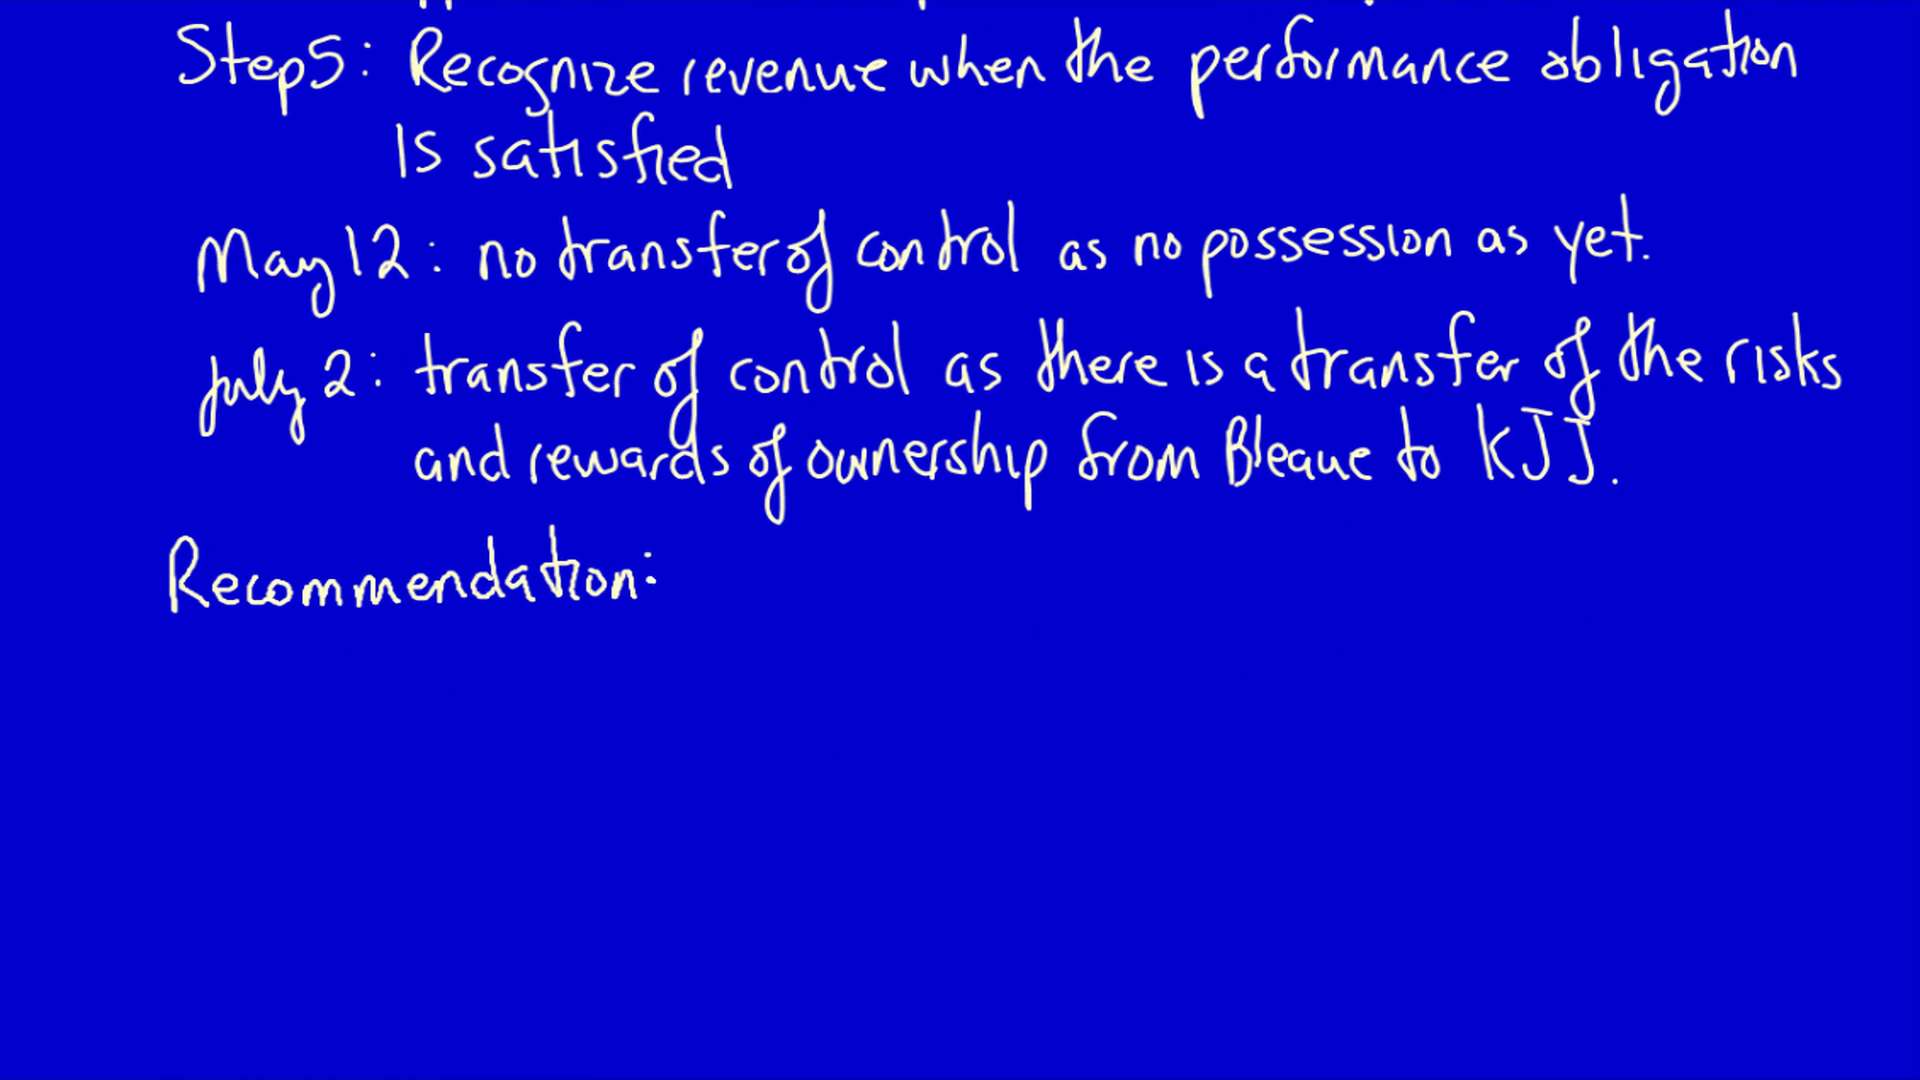 Step 5: Recognize revenue when the performance obligation
is satisfied
May 12: no transfer of control as no possession as yet.
July 2: transfer of control as there is a transfer of the risks
and rewards of ownership from Bleaue to KJJ.
Recommendation: